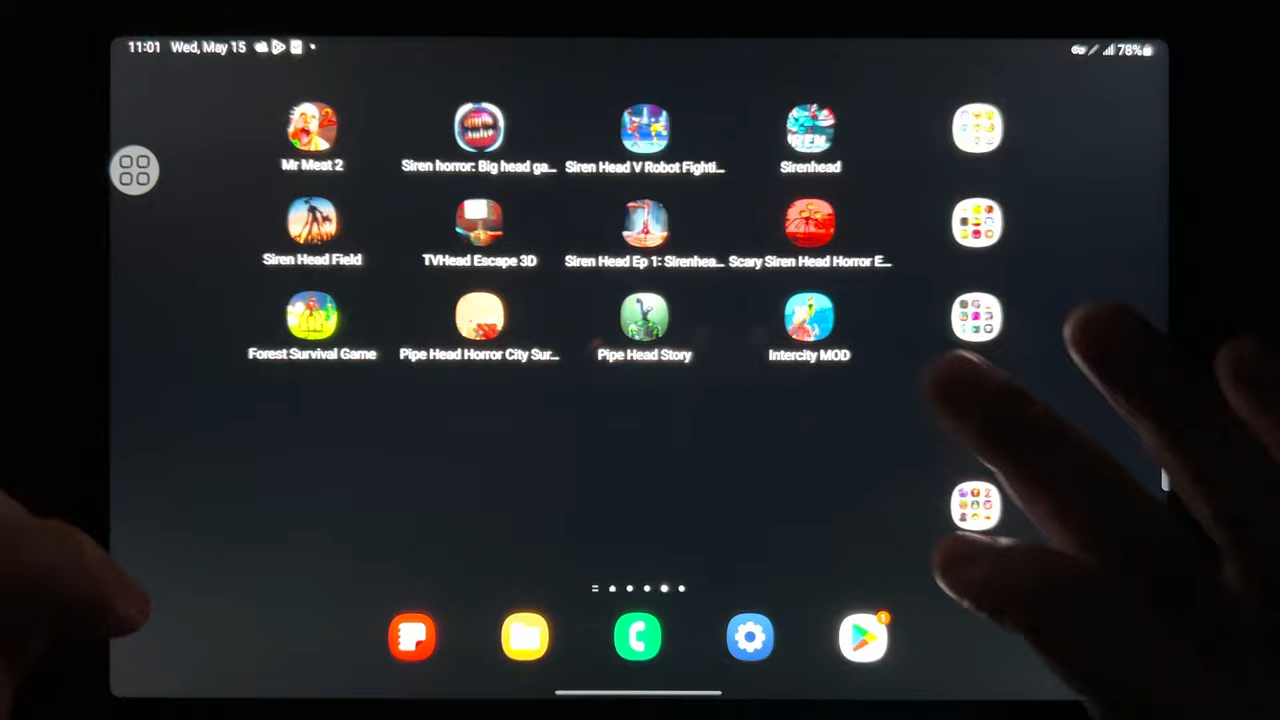 11:01 Wed, May 15
78%
Mr Meat 2
Siren horror: Big head ga...
Siren Head V Robot Fighti...
Sirenhead
Siren Head Field
TVHead Escape 3D
Siren Head Ep 1: Sirenhea...
Scary Siren Head Horror E...
Forest Survival Game
Pipe Head Horror City Sur...
Pipe Head Story
Intercity MOD
1